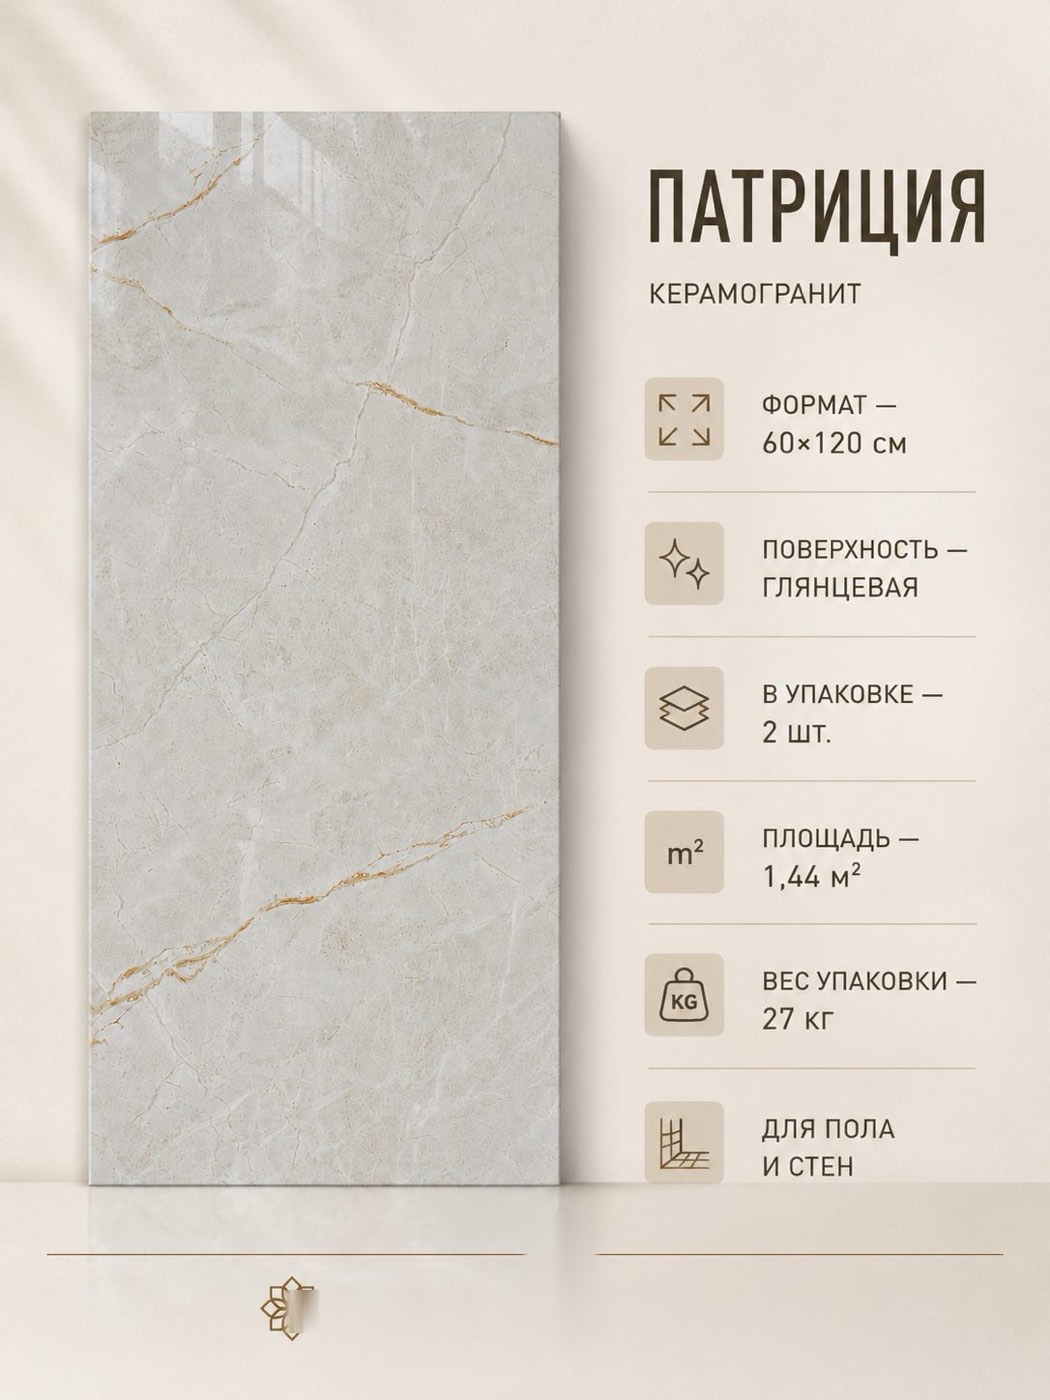 ПАТРИЦИЯ
КЕРАМОГРАНИТ
ФОРМАТ —
60×120 см
ПОВЕРХНОСТЬ —
ГЛЯНЦЕВАЯ
В УПАКОВКЕ —
2 шт.
m²
ПЛОЩАДЬ —
1,44 м²
KG
ВЕС УПАКОВКИ —
27 кг
ДЛЯ ПОЛА
И СТЕН